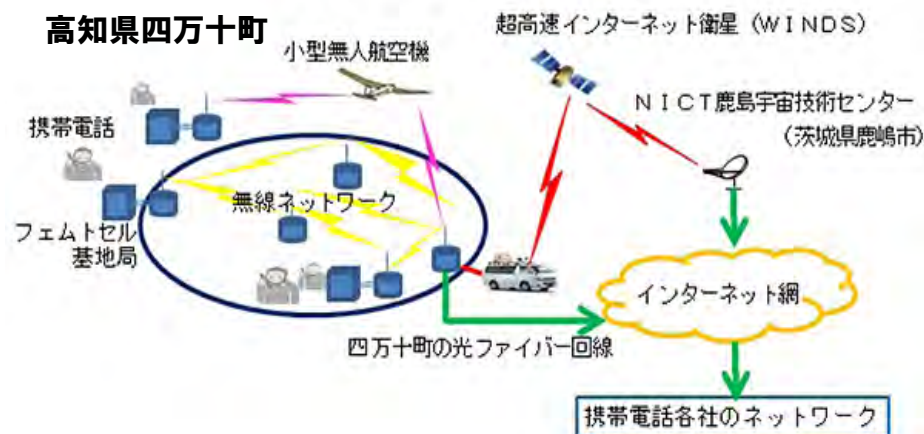 高知県四万十町
超高速インターネット衛星（ＷＩＮＤＳ）
小型無人航空機
ＮＩＣＴ鹿島宇宙技術センター
（茨城県鹿嶋市）
携帯電話
無線ネットワーク
フェムトセル
基地局
インターネット網
四万十町の光ファイバー回線
携帯電話各社のネットワーク